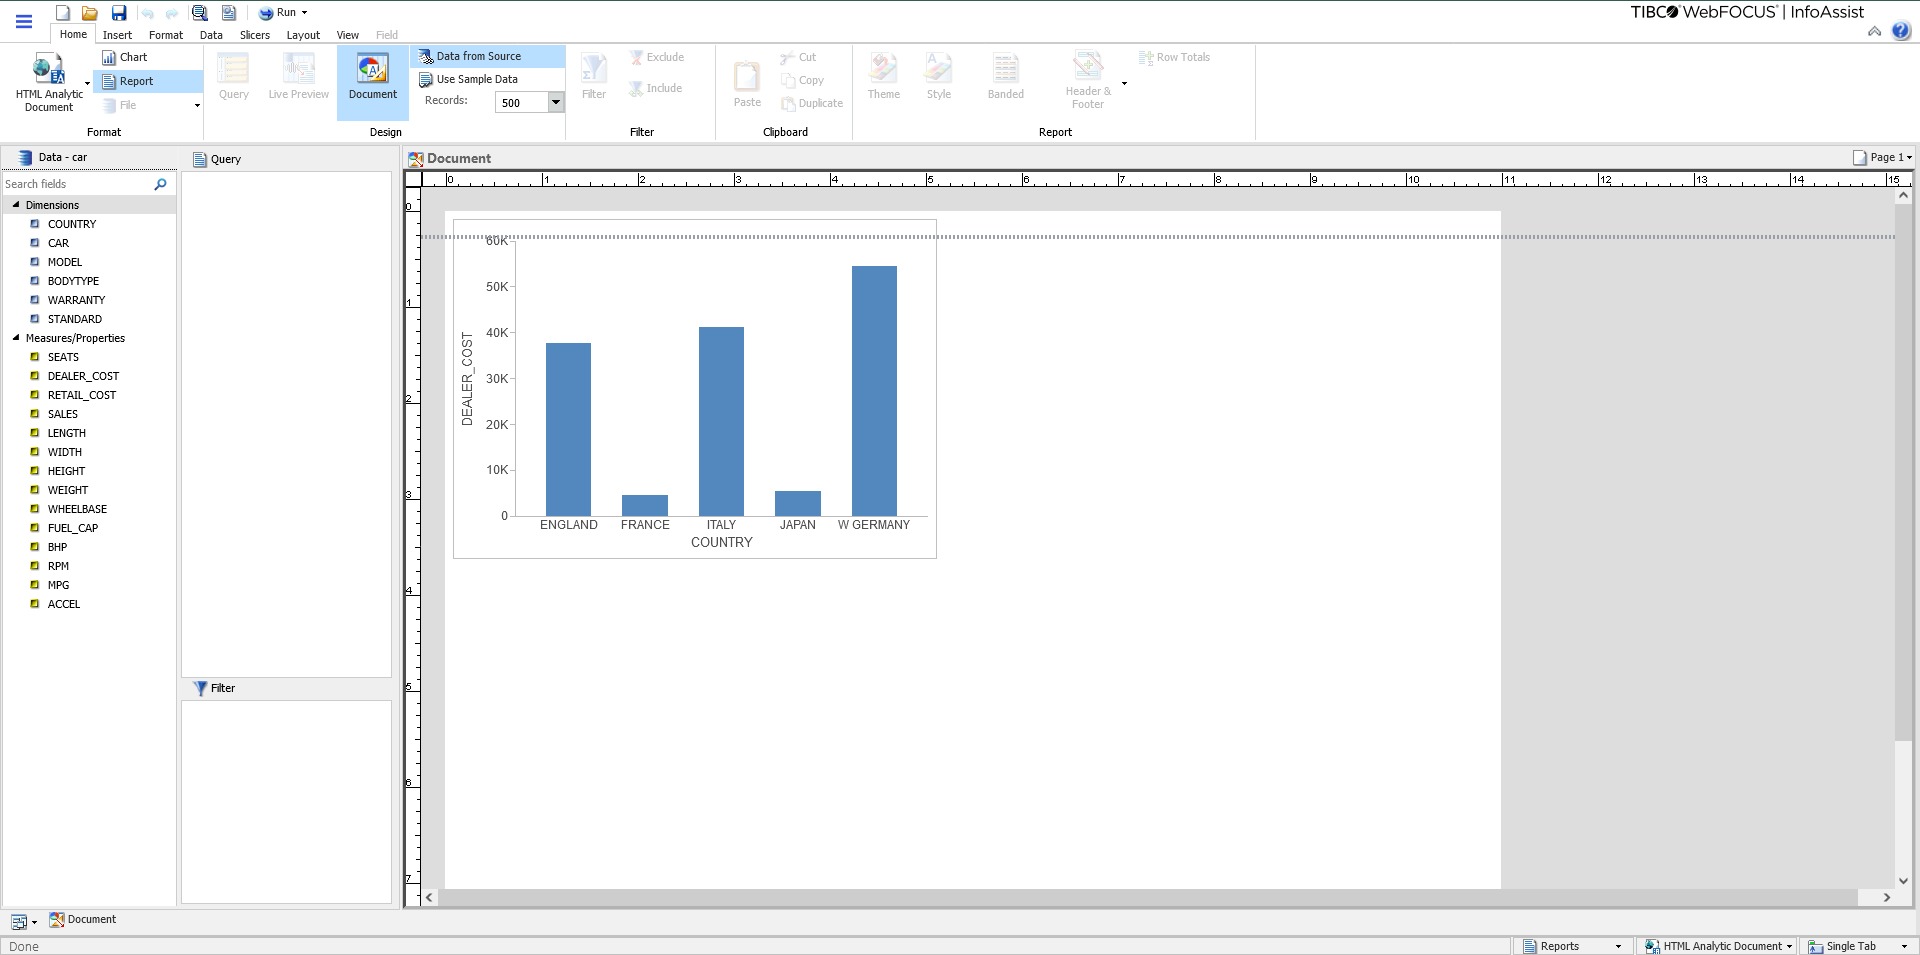 Run
TIBCO WebFOCUS | InfoAssist
Home Insert Format Data Slicers Layout View Field
HTML Analytic Document
Chart
Report
File
Format
Query
Live Preview
Document
Data from Source
Use Sample Data
Records: 500
Design
Filter
Exclude
Include
Filter
Paste
Cut
Copy
Duplicate
Clipboard
Theme
Style
Banded
Header & Footer
Row Totals
Report
Data - car
Search fields
Dimensions
COUNTRY
CAR
MODEL
BODYTYPE
WARRANTY
STANDARD
Measures/Properties
SEATS
DEALER_COST
RETAIL_COST
SALES
LENGTH
WIDTH
HEIGHT
WEIGHT
WHEELBASE
FUEL_CAP
BHP
RPM
MPG
ACCEL
Query
Filter
Document
Page 1
0 1 2 3 4 5 6 7 8 9 10 11 12 13 14 15
0
1
2
3
4
5
6
7
60K
50K
40K
30K
20K
10K
0
DEALER_COST
ENGLAND FRANCE ITALY JAPAN W GERMANY
COUNTRY
Document
Done
Reports
HTML Analytic Document
Single Tab